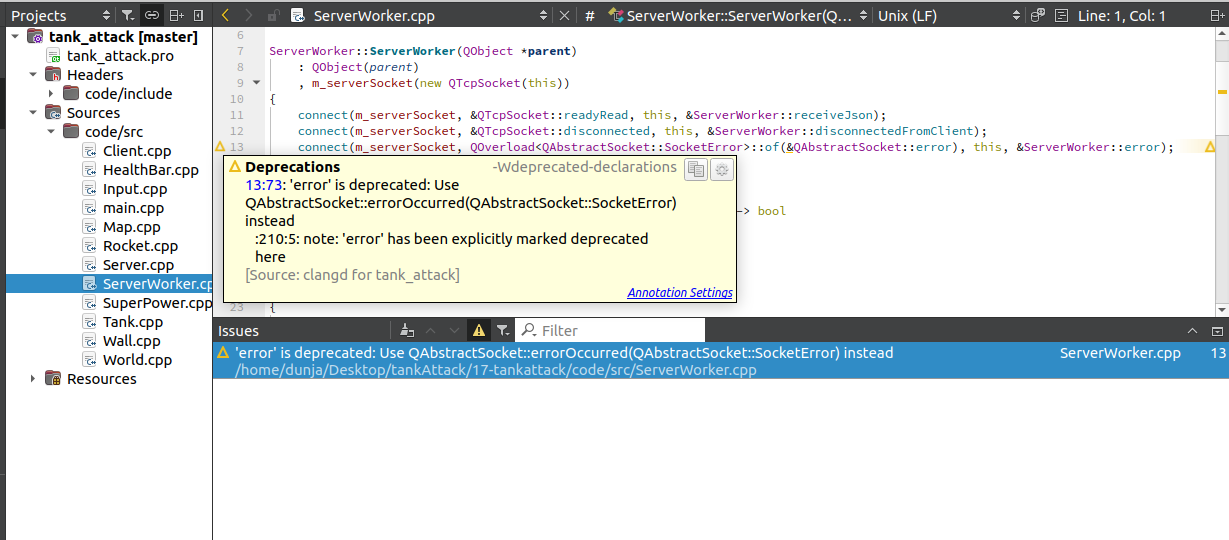 Projects
ServerWorker.cpp
#
ServerWorker::ServerWorker(Q...
Unix (LF)
Line: 1, Col: 1
tank_attack [master]
tank_attack.pro
Headers
code/include
Sources
code/src
Client.cpp
HealthBar.cpp
Input.cpp
main.cpp
Map.cpp
Rocket.cpp
Server.cpp
ServerWorker.cp
SuperPower.cpp
Tank.cpp
Wall.cpp
World.cpp
Resources
6
7 ServerWorker::ServerWorker(QObject *parent)
8 : QObject(parent)
9 , m_serverSocket(new QTcpSocket(this))
10 {
11 connect(m_serverSocket, &QTcpSocket::readyRead, this, &ServerWorker::receiveJson);
12 connect(m_serverSocket, &QTcpSocket::disconnected, this, &ServerWorker::disconnectedFromClient);
13 connect(m_serverSocket, QOverload<QAbstractSocket::SocketError>::of(&QAbstractSocket::error), this, &ServerWorker::error);
Deprecations -Wdeprecated-declarations
13:73: 'error' is deprecated: Use
QAbstractSocket::errorOccurred(QAbstractSocket::SocketError)
instead
:210:5: note: 'error' has been explicitly marked deprecated
here
[Source: clangd for tank_attack]
Annotation Settings
-> bool
23 {
Issues
Filter
'error' is deprecated: Use QAbstractSocket::errorOccurred(QAbstractSocket::SocketError) instead ServerWorker.cpp 13
/home/dunja/Desktop/tankAttack/17-tankattack/code/src/ServerWorker.cpp